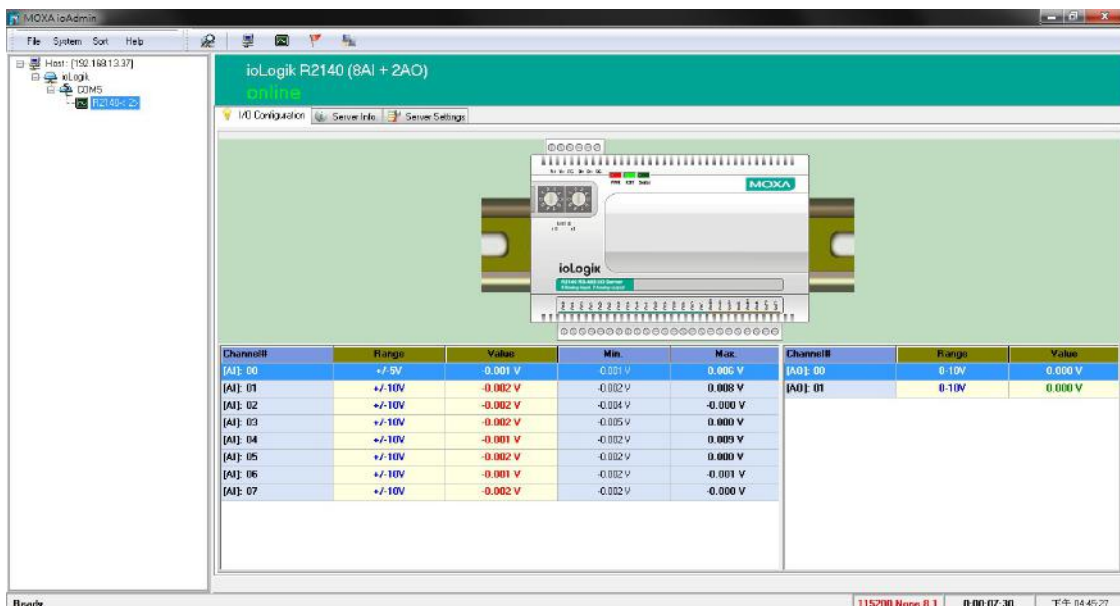 MOXA ioAdmin
File System Sort Help
Host: [192.168.13.37]
ioLogik
COM5
R2140-< 2>
ioLogik R2140 (8AI + 2AO)
online
I/O Configuration Server Info. Server Settings
MOXA
ioLogik
Channel# Range Value Min. Max. Channel# Range Value
[AI]: 00 +/-5V -0.001 V -0.001 V 0.006 V [AO]: 00 0-10V 0.000 V
[AI]: 01 +/-10V -0.002 V -0.002 V 0.008 V [AO]: 01 0-10V 0.000 V
[AI]: 02 +/-10V -0.002 V -0.004 V -0.000 V
[AI]: 03 +/-10V -0.002 V -0.005 V 0.000 V
[AI]: 04 +/-10V -0.001 V -0.002 V 0.009 V
[AI]: 05 +/-10V -0.002 V -0.002 V 0.000 V
[AI]: 06 +/-10V -0.001 V -0.002 V -0.001 V
[AI]: 07 +/-10V -0.002 V -0.002 V -0.000 V
Ready 115200,None,8,1 0:00:07:30 下午 04:45:27